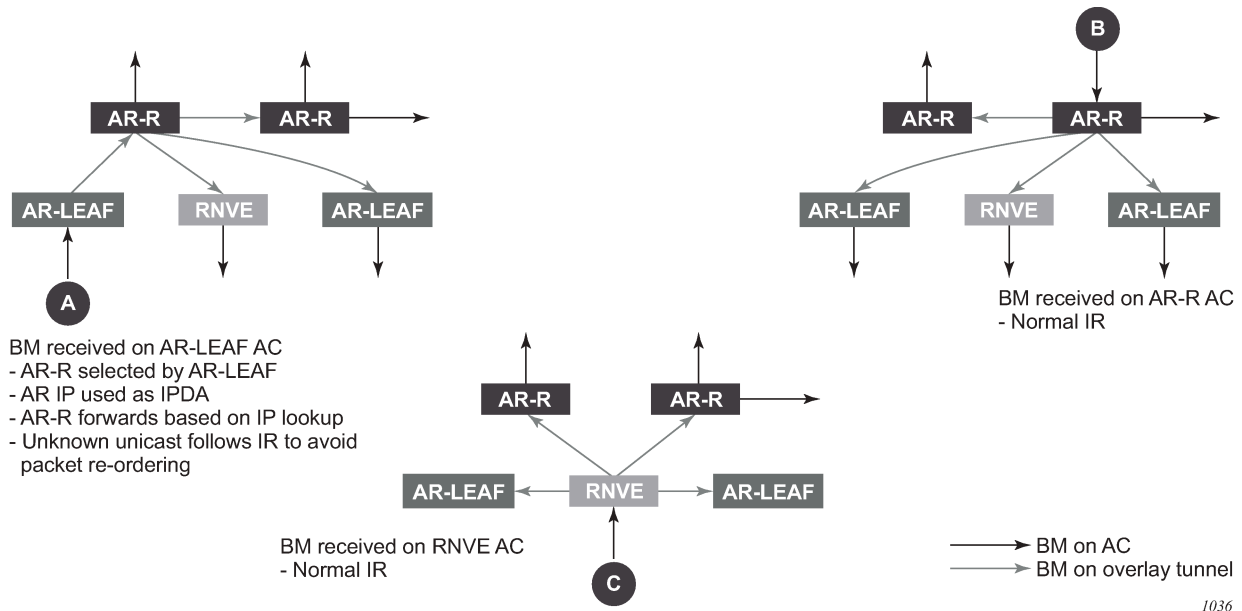 B
AR-R
AR-R
AR-R
AR-R
AR-LEAF
RNVE
AR-LEAF
AR-LEAF
RNVE
AR-LEAF
A
BM received on AR-LEAF AC
- AR-R selected by AR-LEAF
- AR IP used as IPDA
- AR-R forwards based on IP lookup
- Unknown unicast follows IR to avoid
packet re-ordering
BM received on AR-R AC
- Normal IR
AR-R
AR-R
AR-LEAF
RNVE
AR-LEAF
BM received on RNVE AC
- Normal IR
C
BM on AC
BM on overlay tunnel
1036